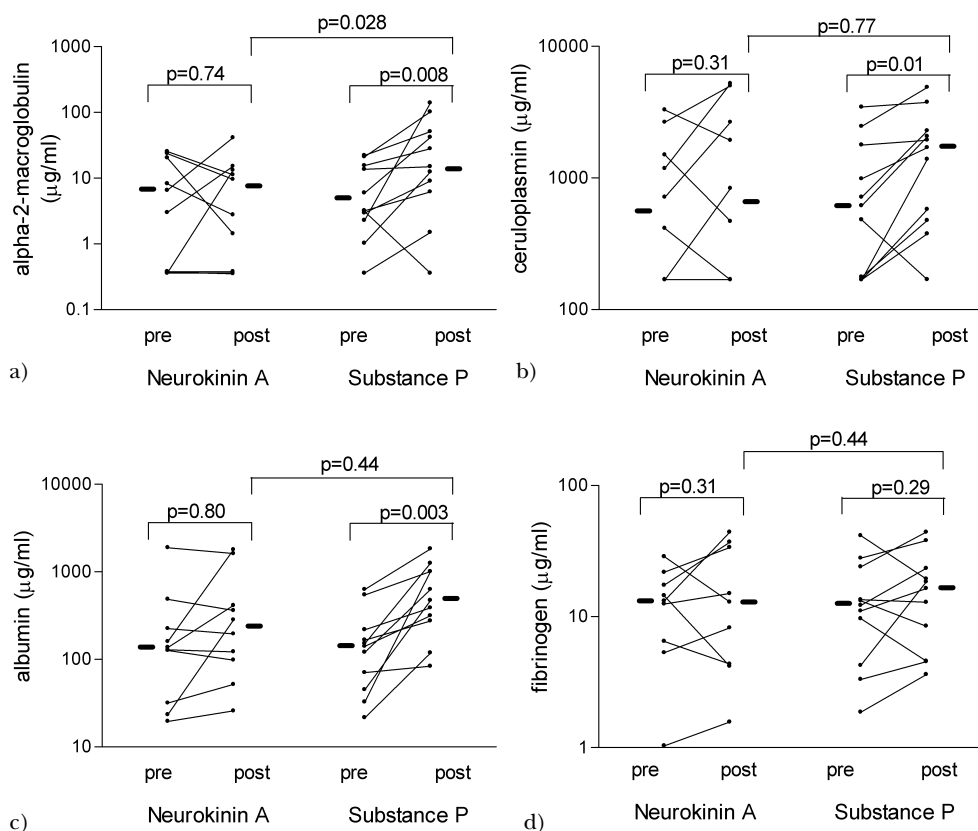 p=0.028
p=0.74
p=0.008
alpha-2-macroglobulin
(μg/ml)
1000
100
10
1
0.1
pre
post
pre
post
Neurokinin A
Substance P
a)
p=0.77
p=0.31
p=0.01
ceruloplasmin (μg/ml)
10000
1000
100
pre
post
pre
post
Neurokinin A
Substance P
b)
p=0.44
p=0.80
p=0.003
albumin (μg/ml)
10000
1000
100
10
pre
post
pre
post
Neurokinin A
Substance P
c)
p=0.44
p=0.31
p=0.29
fibrinogen (μg/ml)
100
10
1
pre
post
pre
post
Neurokinin A
Substance P
d)